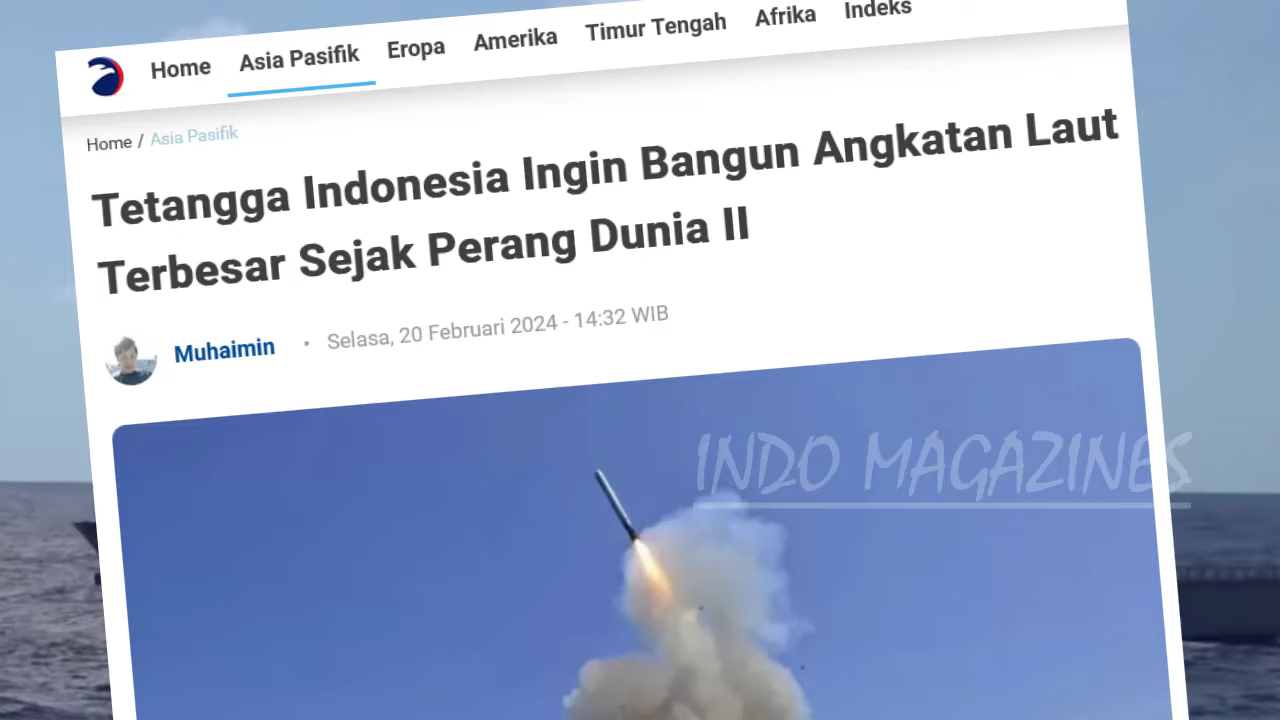 Home Asia Pasifik Eropa Amerika Timur Tengah Afrika Indeks
Home / Asia Pasifik
Tetangga Indonesia Ingin Bangun Angkatan Laut
Terbesar Sejak Perang Dunia II
Muhaimin • Selasa, 20 Februari 2024 - 14:32 WIB
INDO MAGAZINES